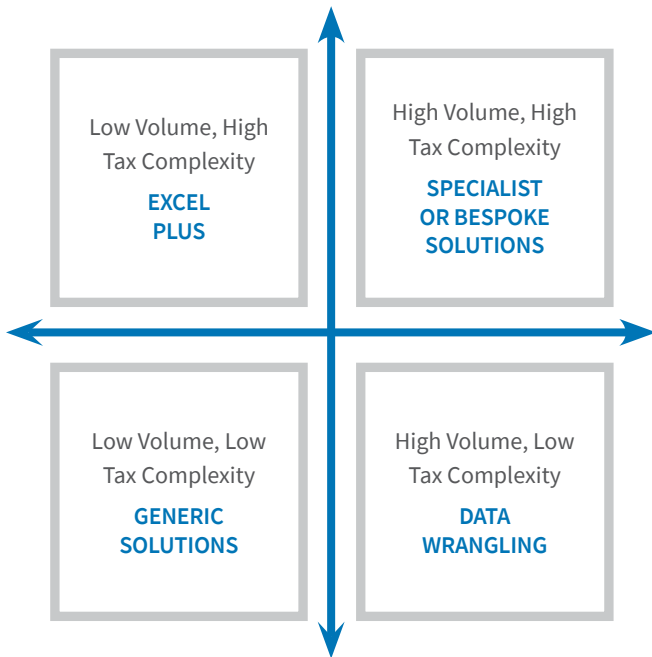 Low Volume, High
Tax Complexity
EXCEL
PLUS
High Volume, High
Tax Complexity
SPECIALIST
OR BESPOKE
SOLUTIONS
Low Volume, Low
Tax Complexity
GENERIC
SOLUTIONS
High Volume, Low
Tax Complexity
DATA
WRANGLING